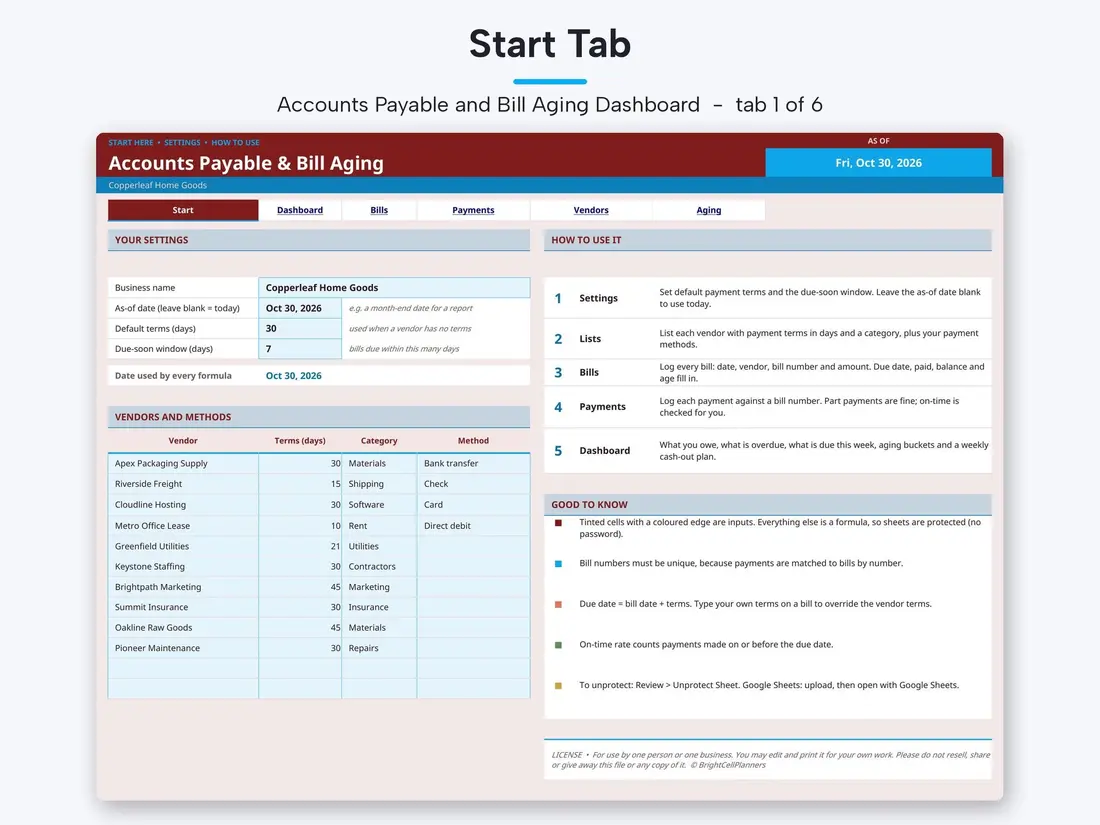 Start Tab
Accounts Payable and Bill Aging Dashboard - tab 1 of 6
START HERE • SETTINGS • HOW TO USE
AS OF
Accounts Payable & Bill Aging
Fri, Oct 30, 2026
Copperleaf Home Goods
Start Dashboard Bills Payments Vendors Aging
YOUR SETTINGS
Business name Copperleaf Home Goods
As-of date (leave blank = today) Oct 30, 2026 e.g. a month-end date for a report
Default terms (days) 30 used when a vendor has no terms
Due-soon window (days) 7 bills due within this many days
Date used by every formula Oct 30, 2026
VENDORS AND METHODS
Vendor Terms (days) Category Method
Apex Packaging Supply 30 Materials Bank transfer
Riverside Freight 15 Shipping Check
Cloudline Hosting 30 Software Card
Metro Office Lease 10 Rent Direct debit
Greenfield Utilities 21 Utilities
Keystone Staffing 30 Contractors
Brightpath Marketing 45 Marketing
Summit Insurance 30 Insurance
Oakline Raw Goods 45 Materials
Pioneer Maintenance 30 Repairs
HOW TO USE IT
1 Settings Set default payment terms and the due-soon window. Leave the as-of date blank
to use today.
2 Lists List each vendor with payment terms in days and a category, plus your payment
methods.
3 Bills Log every bill: date, vendor, bill number and amount. Due date, paid, balance and
age fill in.
4 Payments Log each payment against a bill number. Part payments are fine; on-time is
checked for you.
5 Dashboard What you owe, what is overdue, what is due this week, aging buckets and a weekly
cash-out plan.
GOOD TO KNOW
Tinted cells with a coloured edge are inputs. Everything else is a formula, so sheets are protected (no
password).
Bill numbers must be unique, because payments are matched to bills by number.
Due date = bill date + terms. Type your own terms on a bill to override the vendor terms.
On-time rate counts payments made on or before the due date.
To unprotect: Review > Unprotect Sheet. Google Sheets: upload, then open with Google Sheets.
LICENSE • For use by one person or one business. You may edit and print it for your own work. Please do not resell, share
or give away this file or any copy of it. © BrightCellPlanners